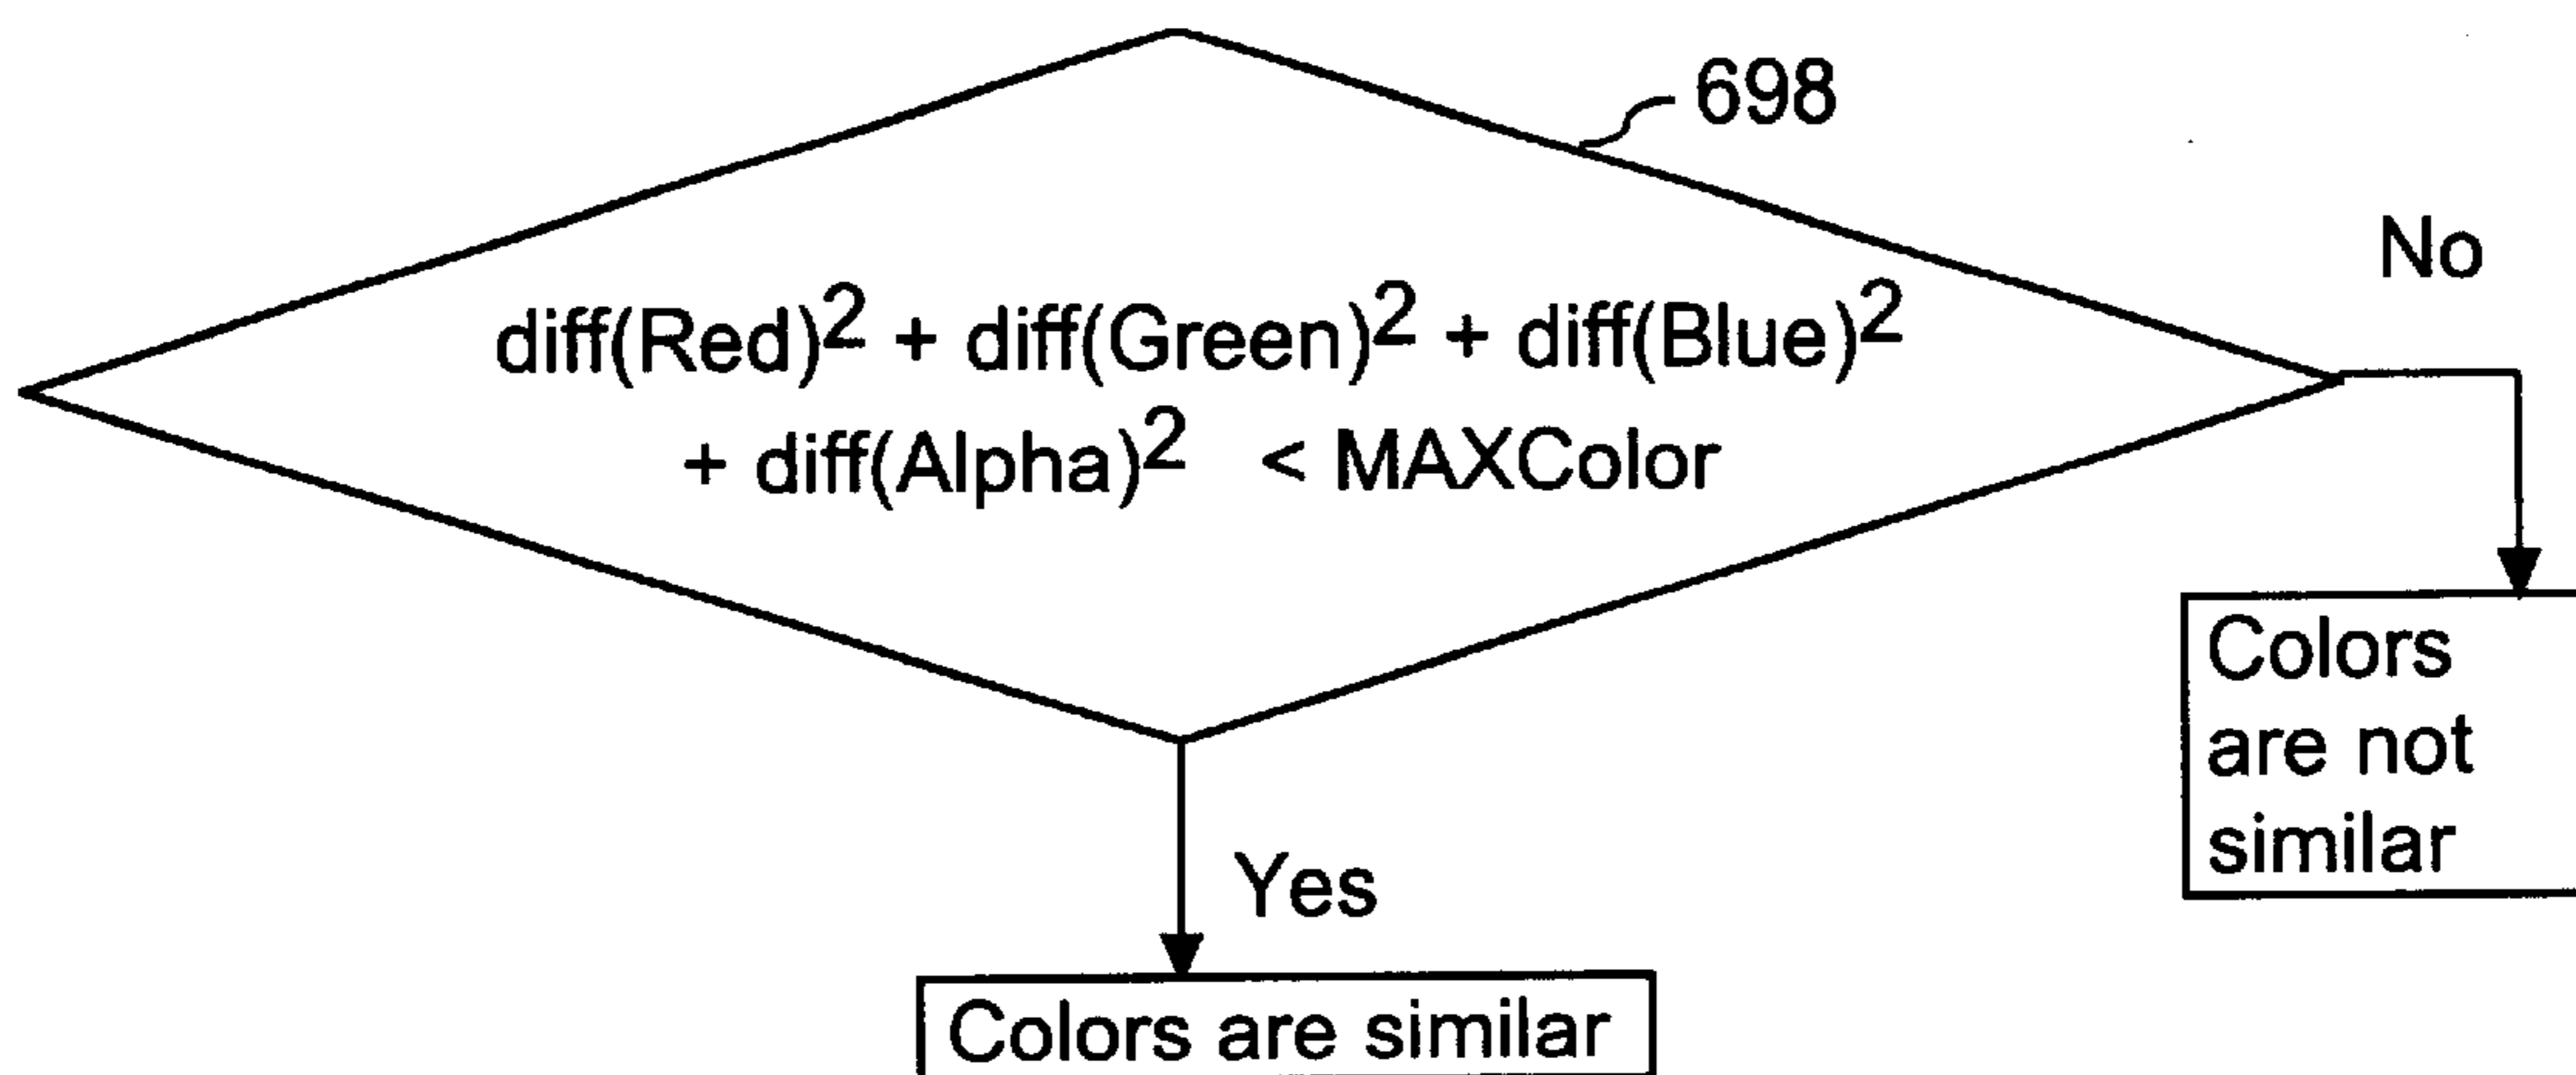 698
No
diff(Red)² + diff(Green)² + diff(Blue)²
+ diff(Alpha)² < MAXColor
Colors
are not
similar
Yes
Colors are similar